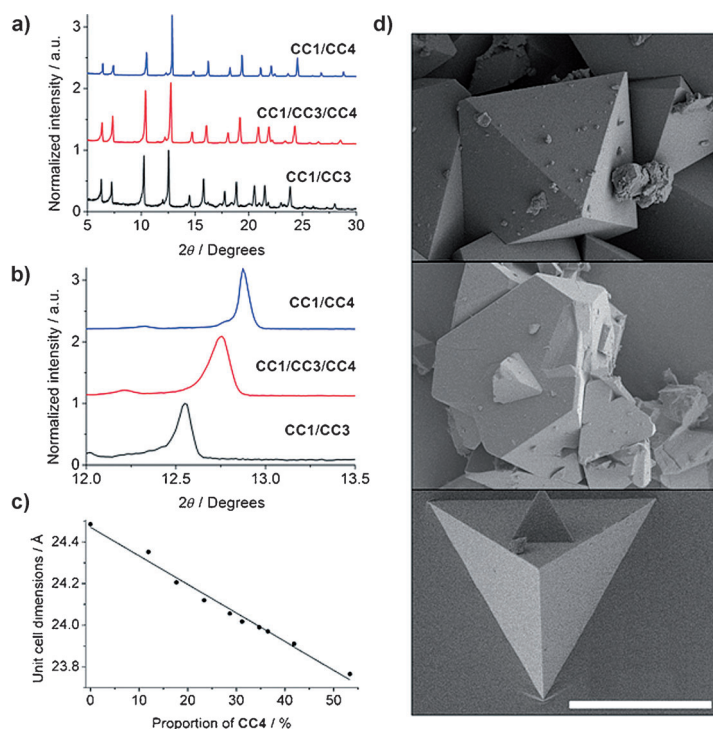 a)
3
2
1
0
Normalized intensity / a.u.
CC1/CC4
CC1/CC3/CC4
CC1/CC3
5 10 15 20 25 30
2θ / Degrees
b)
3
2
1
0
Normalized intensity / a.u.
CC1/CC4
CC1/CC3/CC4
CC1/CC3
12.0 12.5 13.0 13.5
2θ / Degrees
c)
24.4
24.2
24.0
23.8
Unit cell dimensions / Å
0 10 20 30 40 50
Proportion of CC4 / %
d)